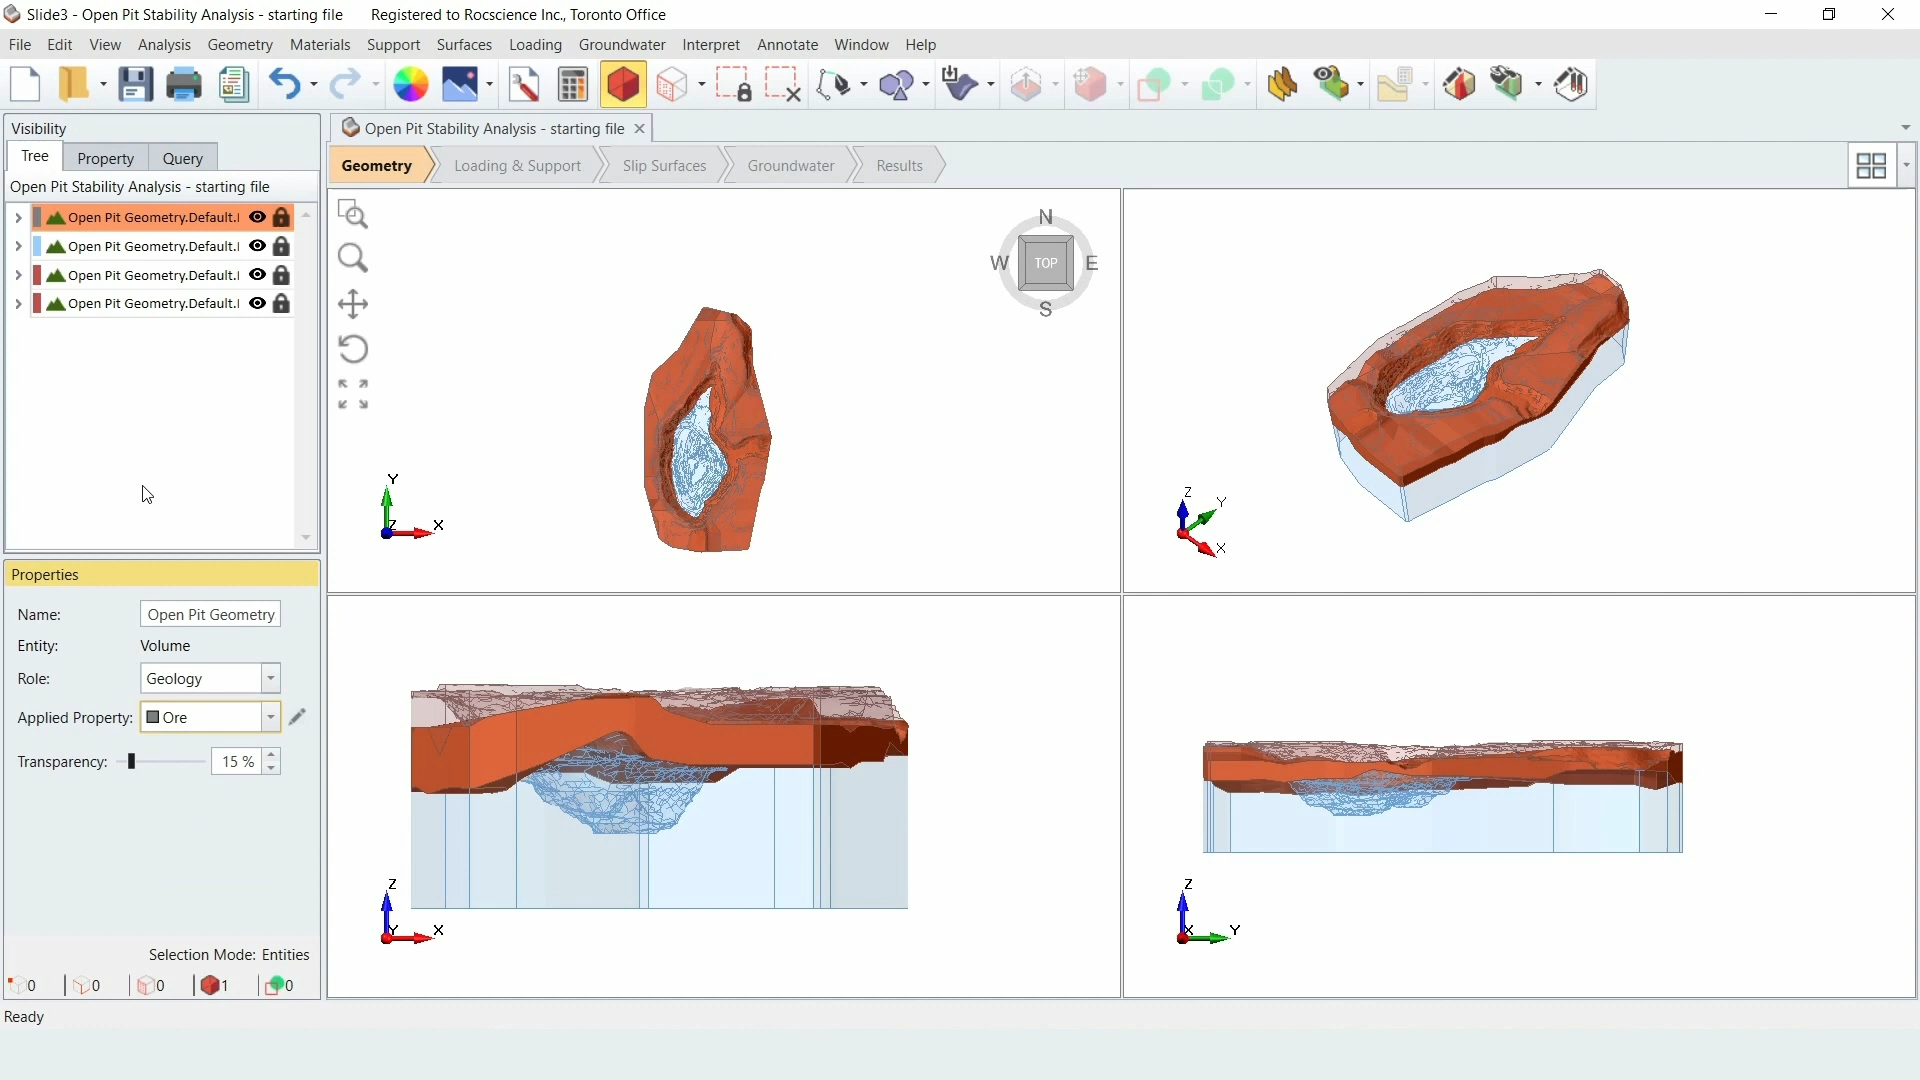 Slide3 - Open Pit Stability Analysis - starting file Registered to Rocscience Inc., Toronto Office
File Edit View Analysis Geometry Materials Support Surfaces Loading Groundwater Interpret Annotate Window Help
Visibility
Tree Property Query
Open Pit Stability Analysis - starting file
Open Pit Geometry.Default.
Open Pit Geometry.Default.
Open Pit Geometry.Default.
Open Pit Geometry.Default.
Open Pit Stability Analysis - starting file
Geometry Loading & Support Slip Surfaces Groundwater Results
N
W TOP E
S
Y
Z X
Z
Y
X
Z
Y X
Z
X Y
Properties
Name: Open Pit Geometry
Entity: Volume
Role: Geology
Applied Property: Ore
Transparency: 15 %
Selection Mode: Entities
0 0 0 1 0
Ready